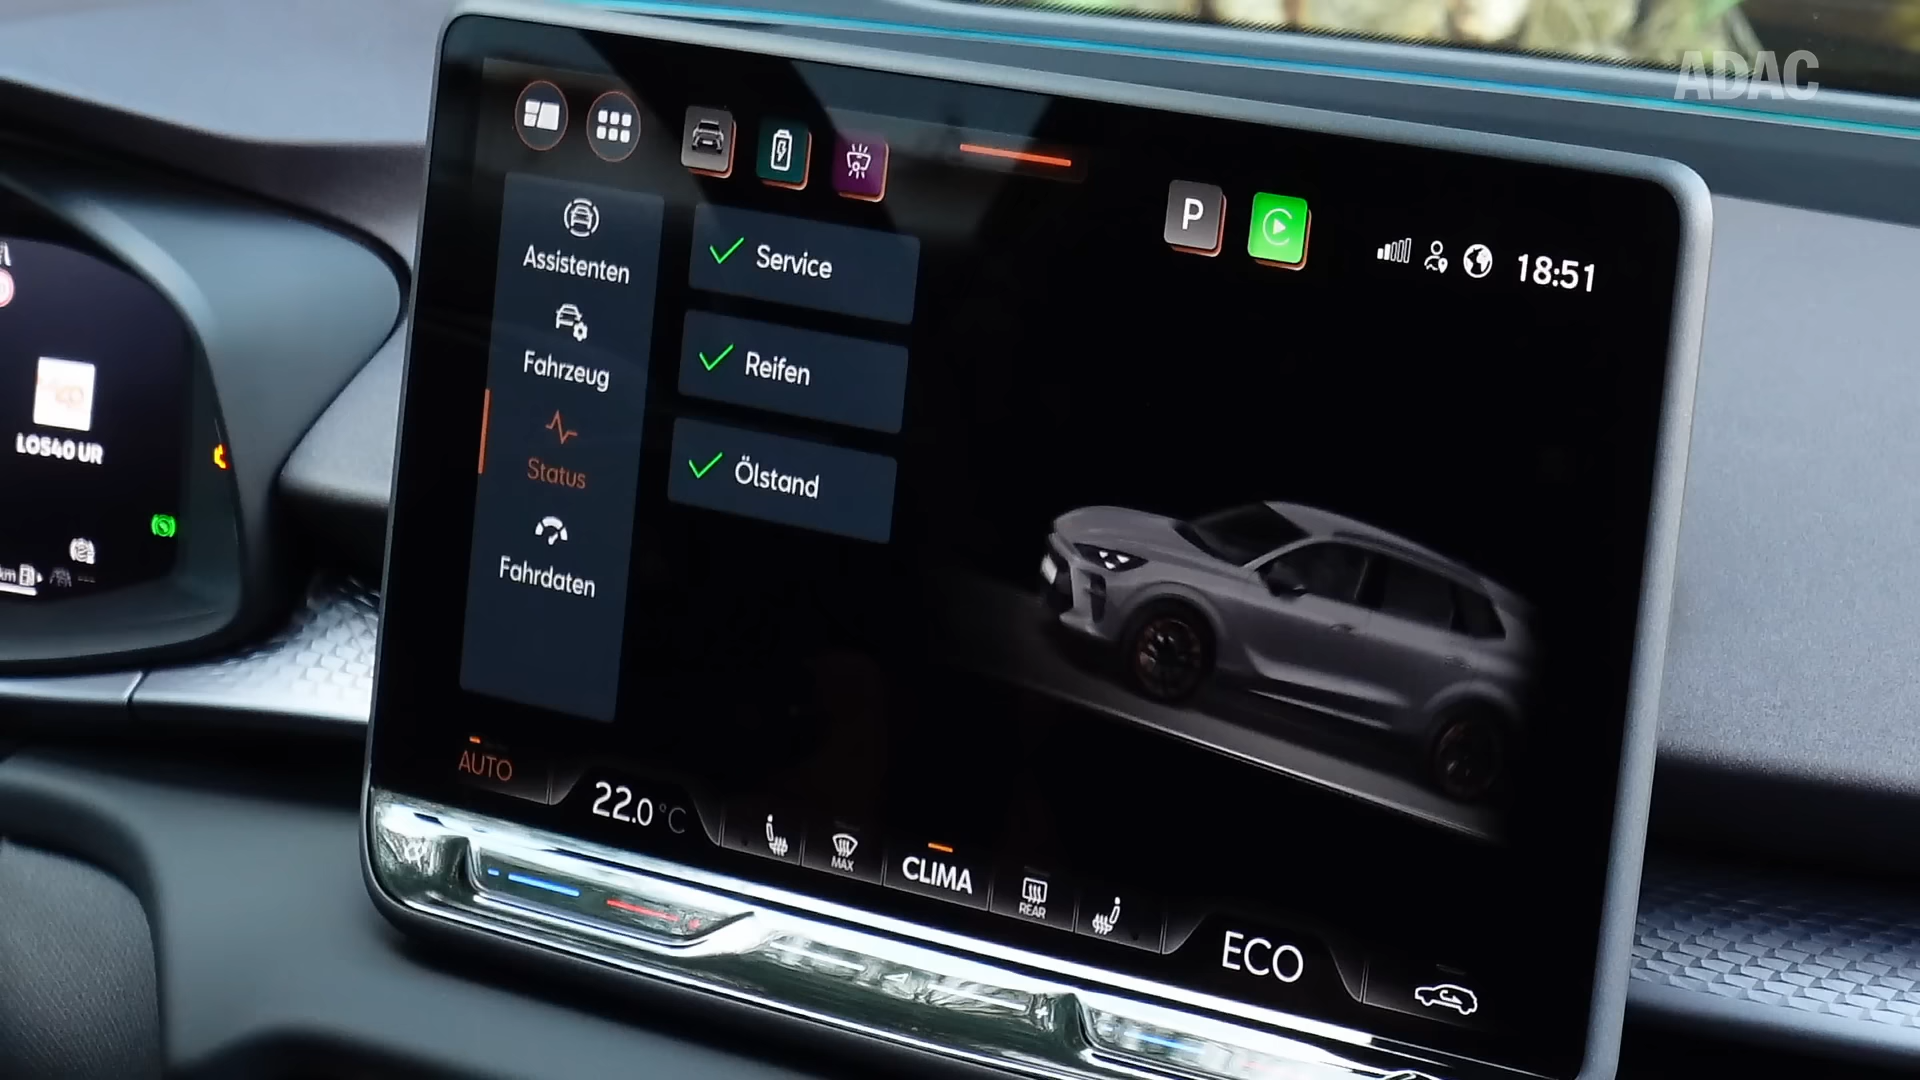 ADAC
P
18:51
Assistenten
Fahrzeug
Status
Fahrdaten
Service
Reifen
Ölstand
LOS40 UR
km
AUTO
22.0 °C
MAX
CLIMA
REAR
ECO